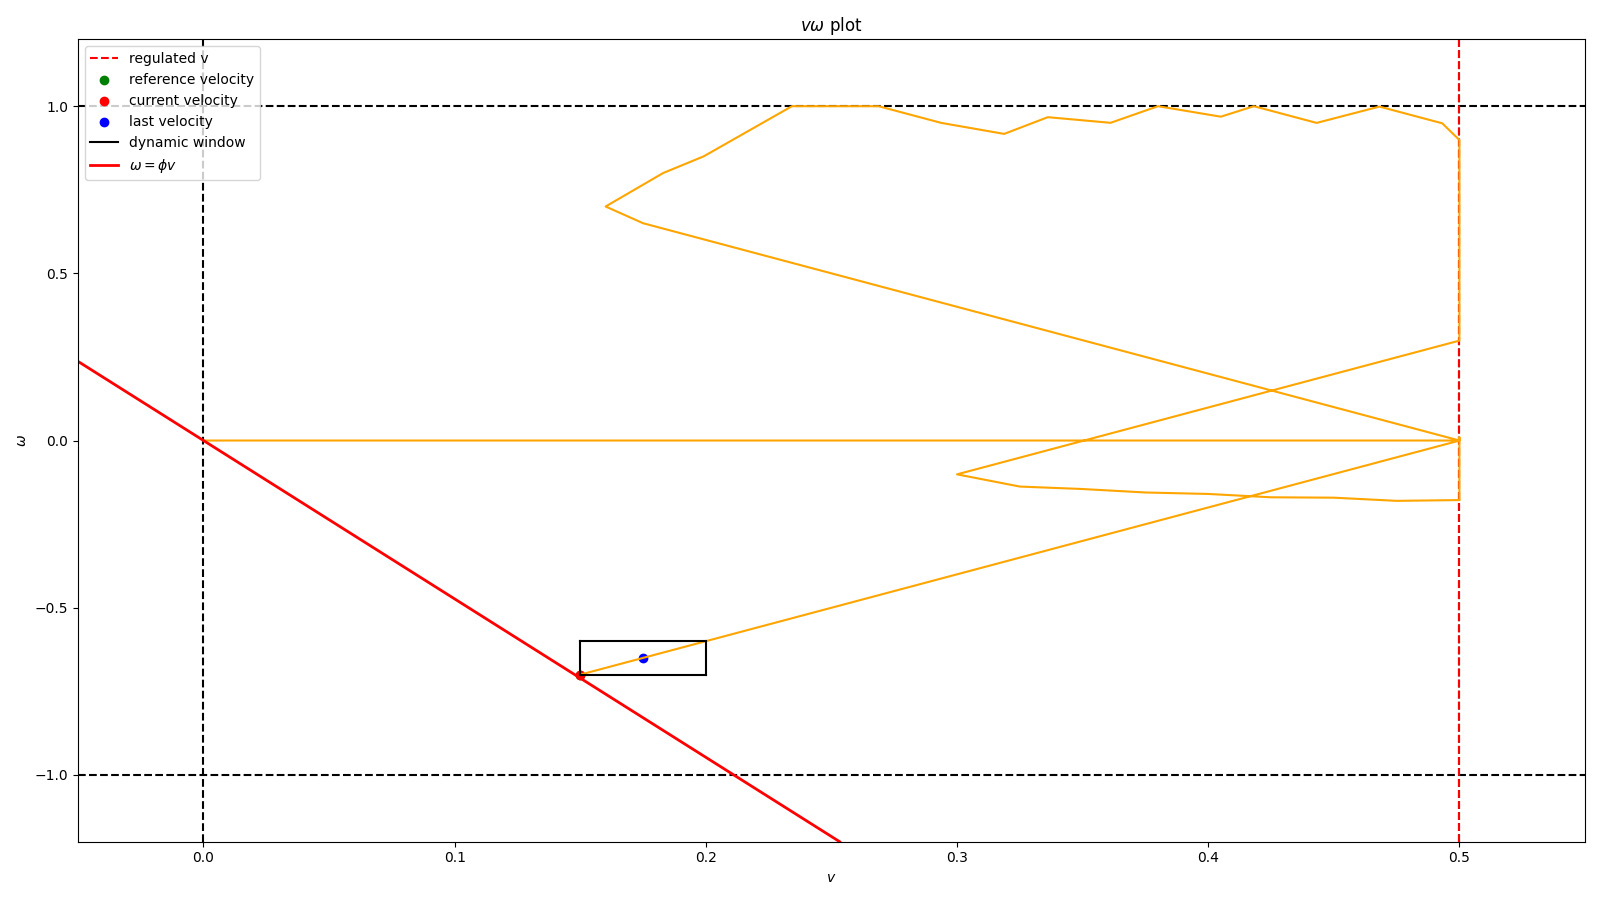 vω plot
regulated v
reference velocity
current velocity
last velocity
dynamic window
ω = ϕv
1.0
0.5
0.0
−0.5
−1.0
ω
0.0 0.1 0.2 0.3 0.4 0.5
v